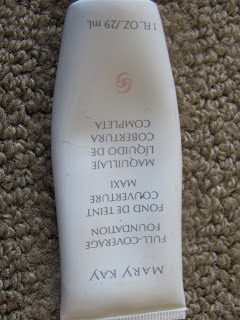 MARY KAY
FULL-COVERAGE
FOUNDATION
FOND DE TEINT
COUVERTURE
MAXI
MAQUILLAJE
LÍQUIDO DE
COBERTURA
COMPLETA
1 FL.OZ./29 mL